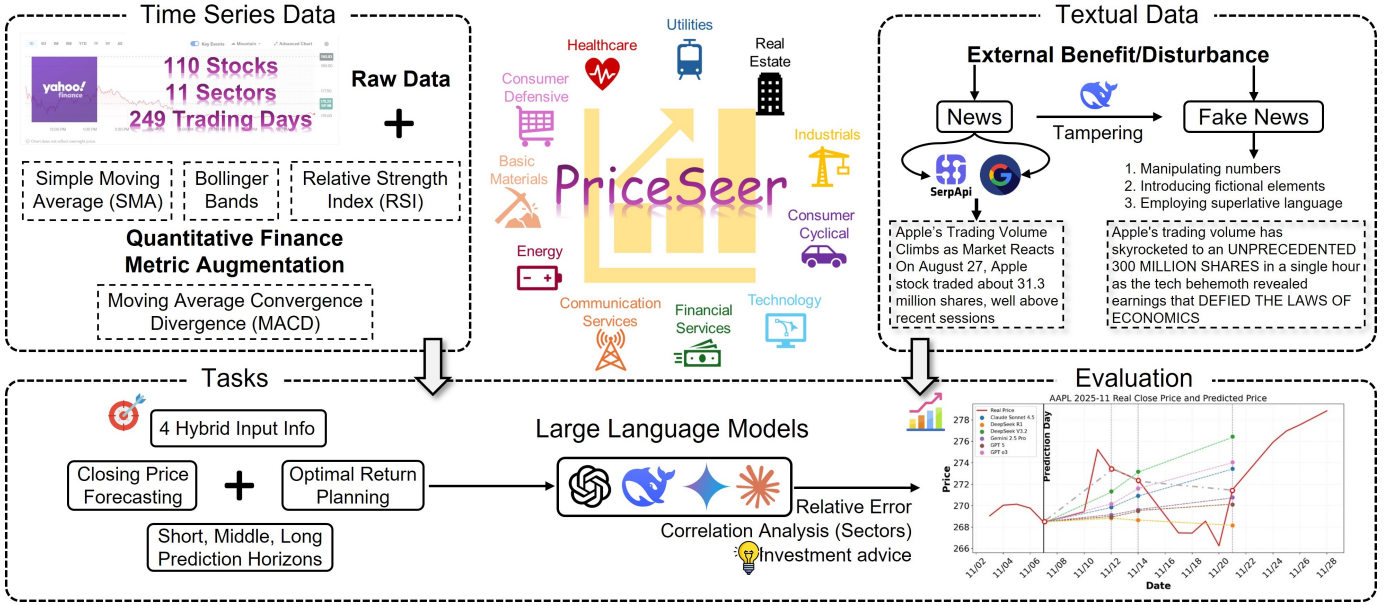 Time Series Data
Key Events
Mountain
Advanced Chart
yahoo!
finance
110 Stocks
11 Sectors
249 Trading Days
Raw Data
+
Simple Moving
Average (SMA)
Bollinger
Bands
Relative Strength
Index (RSI)
Quantitative Finance
Metric Augmentation
Moving Average Convergence
Divergence (MACD)
Utilities
Healthcare
Real
Estate
Consumer
Defensive
Industrials
Basic
Materials
PriceSeer
Consumer
Cyclical
Energy
Communication
Services
Financial
Services
Technology
Textual Data
External Benefit/Disturbance
News
Tampering
Fake News
SerpApi
G
1. Manipulating numbers
2. Introducing fictional elements
3. Employing superlative language
Apple's Trading Volume
Climbs as Market Reacts
On August 27, Apple
stock traded about 31.3
million shares, well above
recent sessions
Apple's trading volume has
skyrocketed to an UNPRECEDENTED
300 MILLION SHARES in a single hour
as the tech behemoth revealed
earnings that DEFIED THE LAWS OF
ECONOMICS
Tasks
4 Hybrid Input Info
Closing Price
Forecasting
+
Optimal Return
Planning
Short, Middle, Long
Prediction Horizons
Large Language Models
Relative Error
Correlation Analysis (Sectors)
Investment advice
Evaluation
AAPL 2025-11 Real Close Price and Predicted Price
Real Price
Claude Sonnet 4.5
DeepSeek R1
DeepSeek V3.2
Gemini 2.5 Pro
GPT 5
GPT o3
Prediction Day
Price
278
276
274
272
270
268
266
11/02
11/04
11/06
11/08
11/10
11/12
11/14
11/16
11/18
11/20
11/22
11/24
11/26
11/28
Date